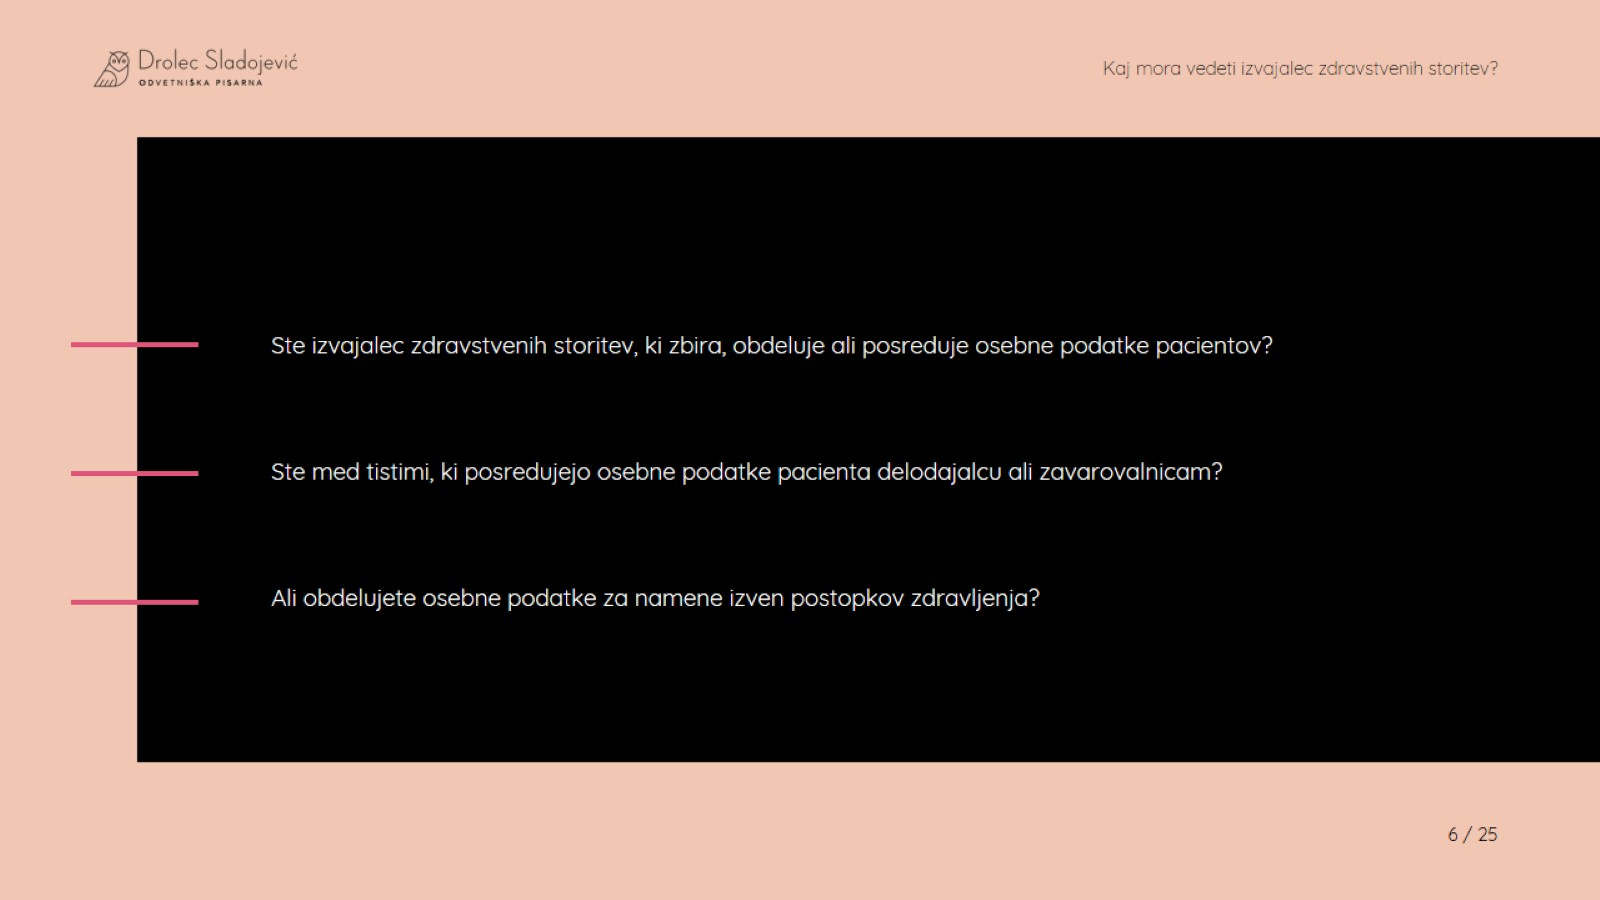 Drolec Sladojević
ODVETNIŠKA PISARNA
Kaj mora vedeti izvajalec zdravstvenih storitev?
Ste izvajalec zdravstvenih storitev, ki zbira, obdeluje ali posreduje osebne podatke pacientov?
Ste med tistimi, ki posredujejo osebne podatke pacienta delodajalcu ali zavarovalnicam?
Ali obdelujete osebne podatke za namene izven postopkov zdravljenja?
6 / 25